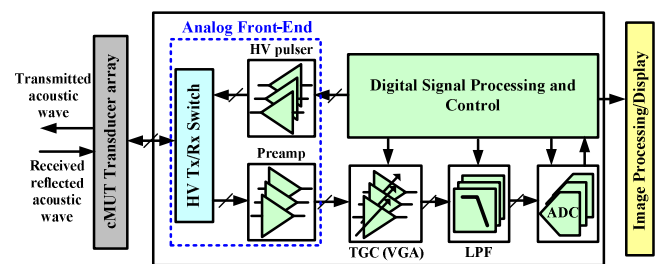 Analog Front-End
HV pulser
Transmitted
acoustic
wave
Received
reflected
acoustic
wave
cMUT Transducer array
HV Tx/Rx Switch
Preamp
Digital Signal Processing and
Control
TGC (VGA)
LPF
ADC
Image Processing/Display